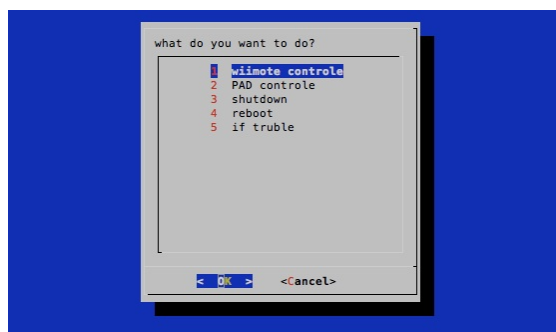 what do you want to do?
1 wiimote controle
2 PAD controle
3 shutdown
4 reboot
5 if truble
< OK > <Cancel>